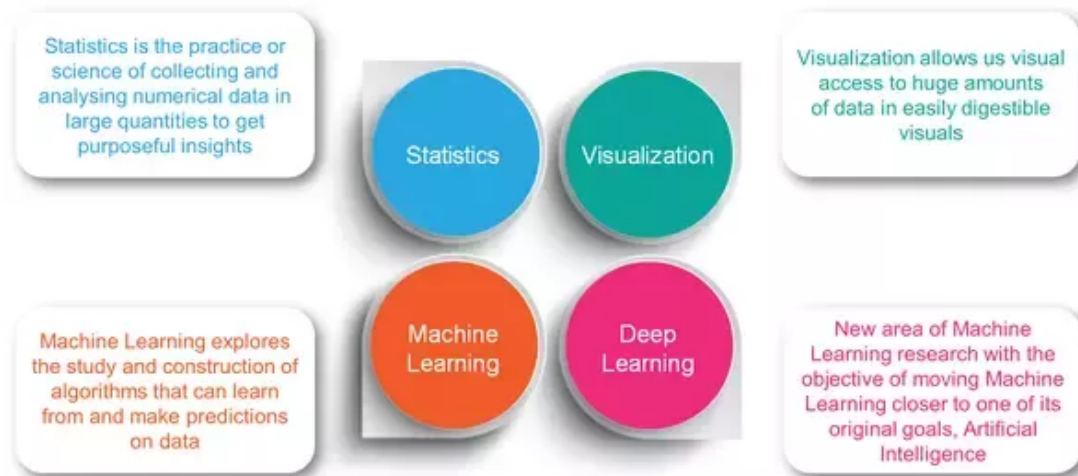 Statistics is the practice or
science of collecting and
analysing numerical data in
large quantities to get
purposeful insights
Statistics
Visualization
Visualization allows us visual
access to huge amounts
of data in easily digestible
visuals
Machine Learning explores
the study and construction of
algorithms that can learn
from and make predictions
on data
Machine
Learning
Deep
Learning
New area of Machine
Learning research with the
objective of moving Machine
Learning closer to one of its
original goals, Artificial
Intelligence